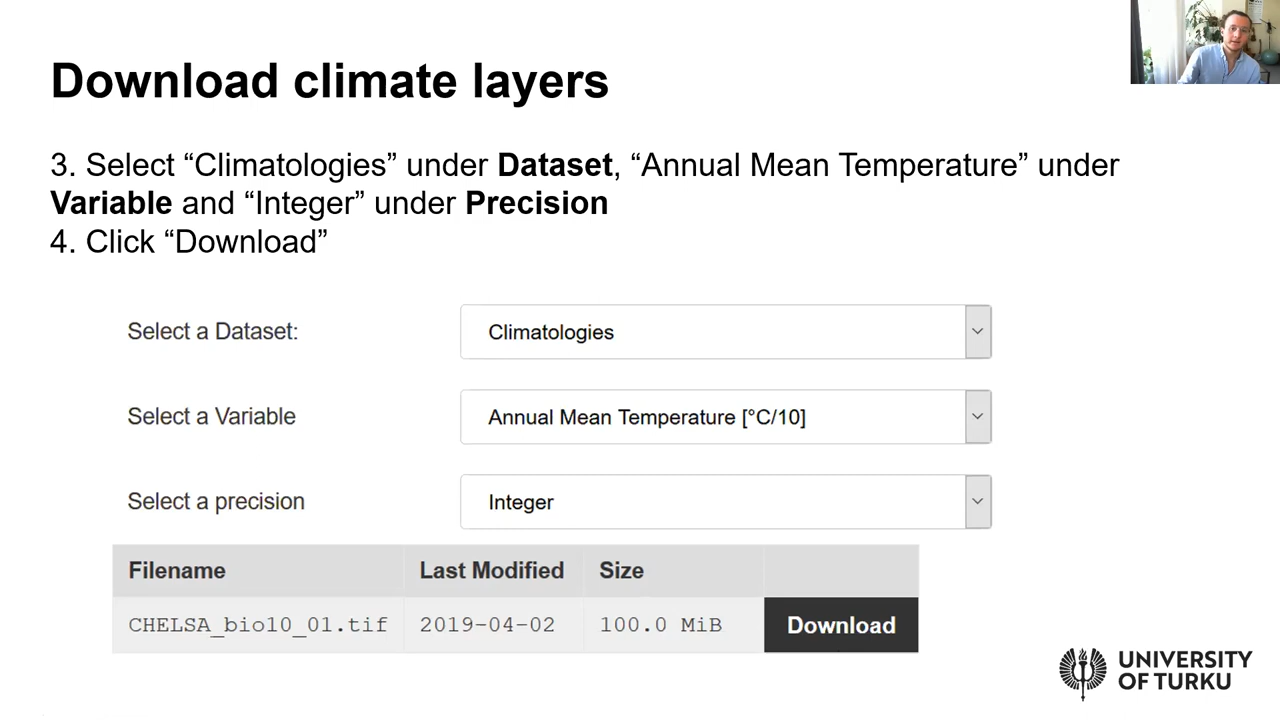 Download climate layers
3. Select “Climatologies” under Dataset, “Annual Mean Temperature” under
Variable and “Integer” under Precision
4. Click “Download”
Select a Dataset:
Climatologies
Select a Variable
Annual Mean Temperature [°C/10]
Select a precision
Integer
Filename Last Modified Size
CHELSA_bio10_01.tif 2019-04-02 100.0 MiB Download
UNIVERSITY
OF TURKU